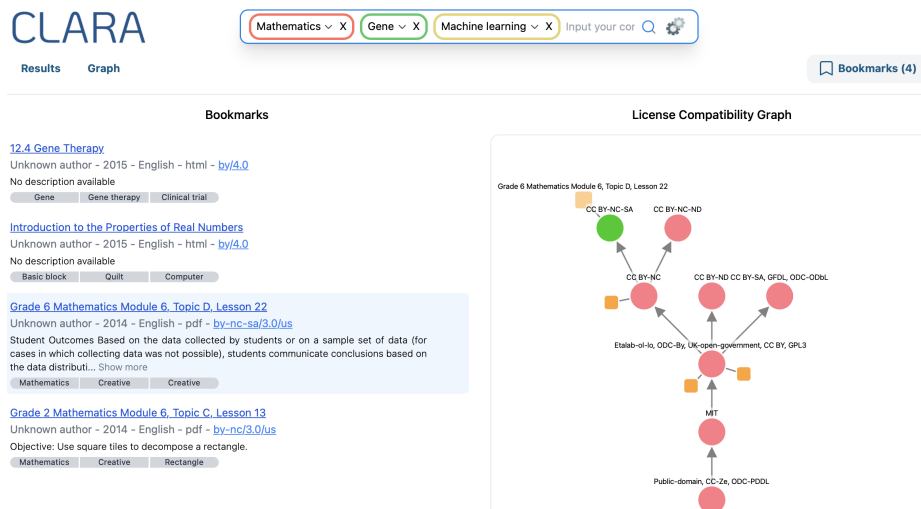 CLARA
Mathematics X Gene X Machine learning X Input your cor
Results Graph Bookmarks (4)
Bookmarks
12.4 Gene Therapy
Unknown author - 2015 - English - html - by/4.0
No description available
Gene Gene therapy Clinical trial
Introduction to the Properties of Real Numbers
Unknown author - 2015 - English - html - by/4.0
No description available
Basic block Quilt Computer
Grade 6 Mathematics Module 6, Topic D, Lesson 22
Unknown author - 2014 - English - pdf - by-nc-sa/3.0/us
Student Outcomes Based on the data collected by students or on a sample set of data (for
cases in which collecting data was not possible), students communicate conclusions based on
the data distributi... Show more
Mathematics Creative Creative
Grade 2 Mathematics Module 6, Topic C, Lesson 13
Unknown author - 2014 - English - pdf - by-nc/3.0/us
Objective: Use square tiles to decompose a rectangle.
Mathematics Creative Rectangle
License Compatibility Graph
Grade 6 Mathematics Module 6, Topic D, Lesson 22
CC BY-NC-SA CC BY-NC-ND
CC BY-NC CC BY-ND CC BY-SA, GFDL, ODC-ODbL
Etalab-ol-lo, ODC-By, UK-open-government, CC BY, GPL3
MIT
Public-domain, CC-Ze, ODC-PDDL